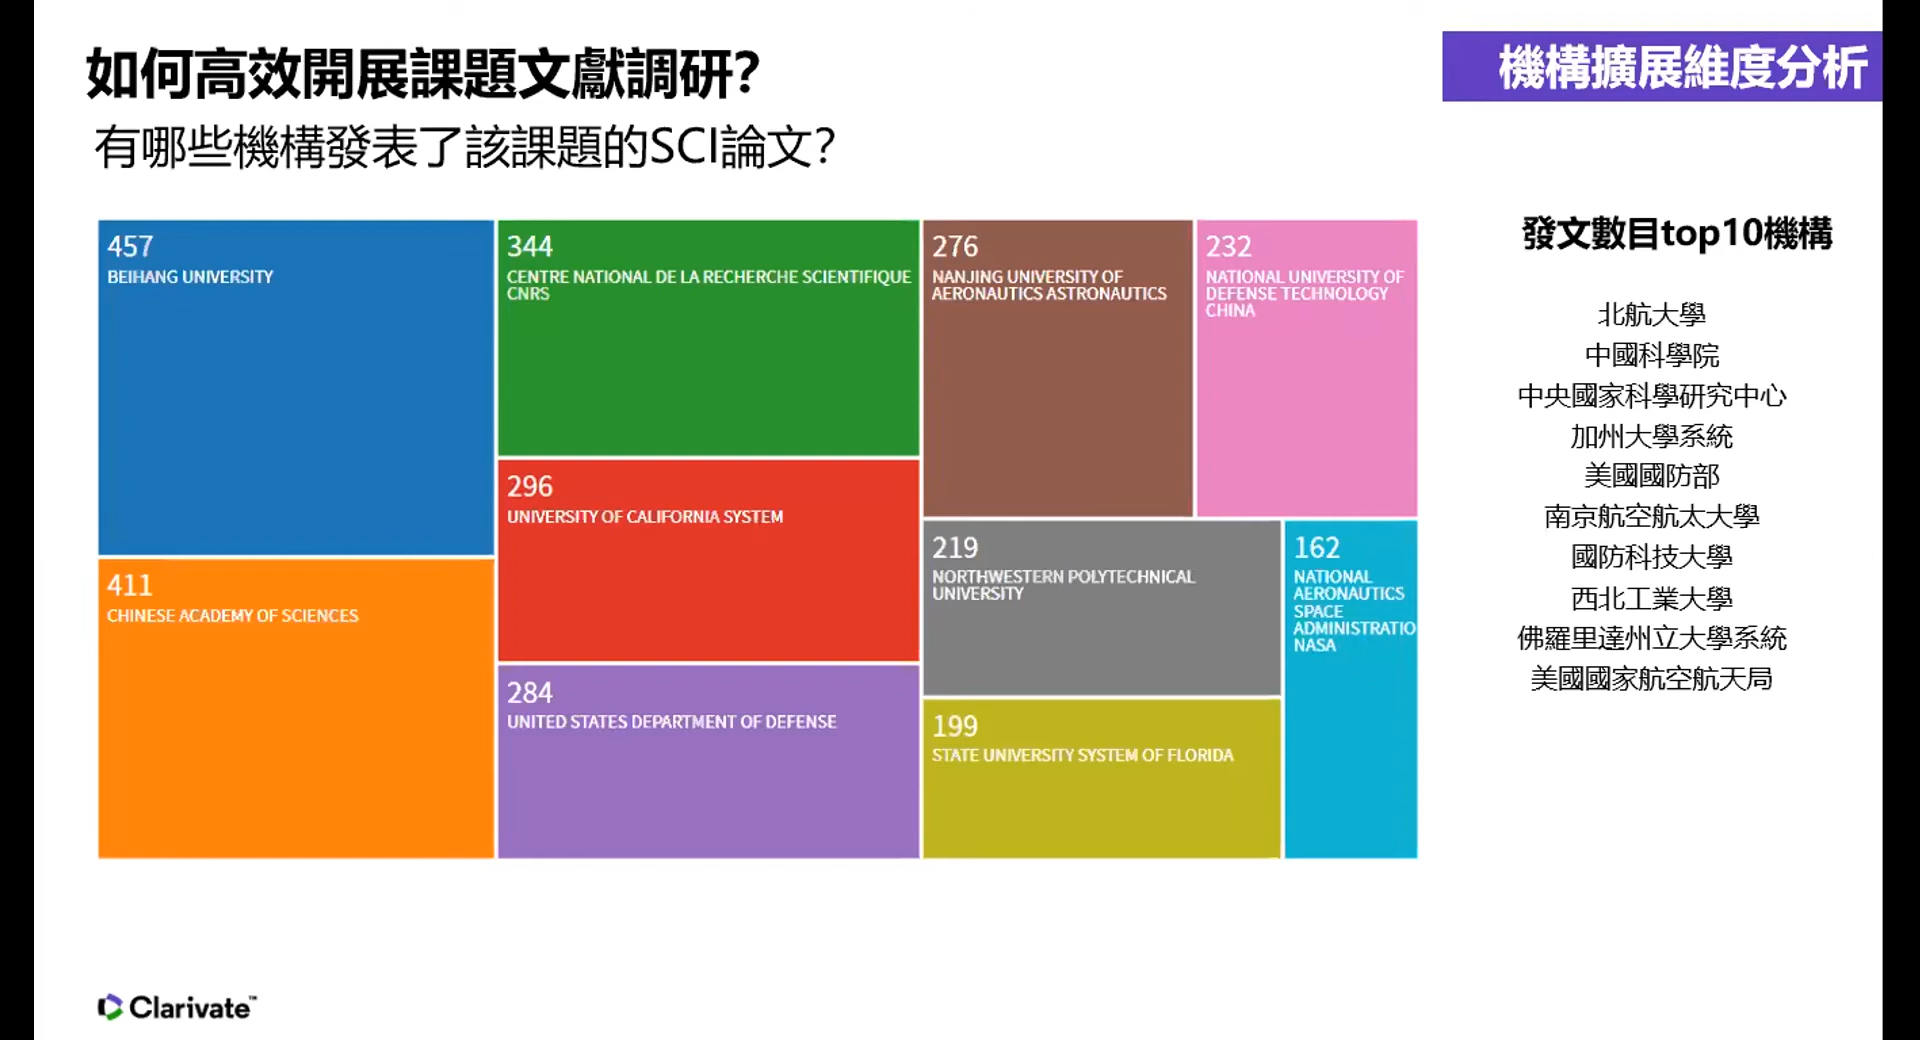 如何高效開展課題文獻調研?
機構擴展維度分析
有哪些機構發表了該課題的SCI論文?
457
BEIHANG UNIVERSITY
411
CHINESE ACADEMY OF SCIENCES
344
CENTRE NATIONAL DE LA RECHERCHE SCIENTIFIQUE
CNRS
296
UNIVERSITY OF CALIFORNIA SYSTEM
284
UNITED STATES DEPARTMENT OF DEFENSE
276
NANJING UNIVERSITY OF
AERONAUTICS ASTRONAUTICS
232
NATIONAL UNIVERSITY OF
DEFENSE TECHNOLOGY
CHINA
219
NORTHWESTERN POLYTECHNICAL
UNIVERSITY
199
STATE UNIVERSITY SYSTEM OF FLORIDA
162
NATIONAL
AERONAUTICS
SPACE
ADMINISTRATIO
NASA
發文數目top10機構
北航大學
中國科學院
中央國家科學研究中心
加州大學系統
美國國防部
南京航空航太大學
國防科技大學
西北工業大學
佛羅里達州立大學系統
美國國家航空航天局
Clarivate™